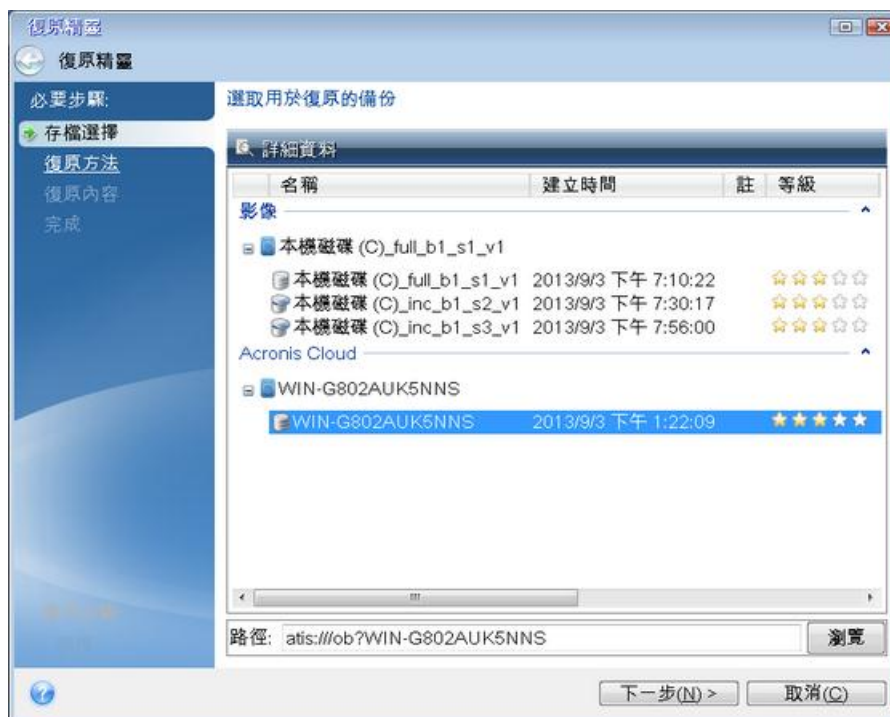 復原精靈
復原精靈
必要步驟:
存檔選擇
復原方法
復原內容
完成
選取用於復原的備份
詳細資料
名稱 建立時間 註 等級
影像
本機磁碟 (C)_full_b1_s1_v1
本機磁碟 (C)_full_b1_s1_v1 2013/9/3 下午 7:10:22
本機磁碟 (C)_inc_b1_s2_v1 2013/9/3 下午 7:30:17
本機磁碟 (C)_inc_b1_s3_v1 2013/9/3 下午 7:56:00
Acronis Cloud
WIN-G802AUK5NNS
WIN-G802AUK5NNS 2013/9/3 下午 1:22:09
路徑: atis:///ob?WIN-G802AUK5NNS 瀏覽
下一步(N) > 取消(C)